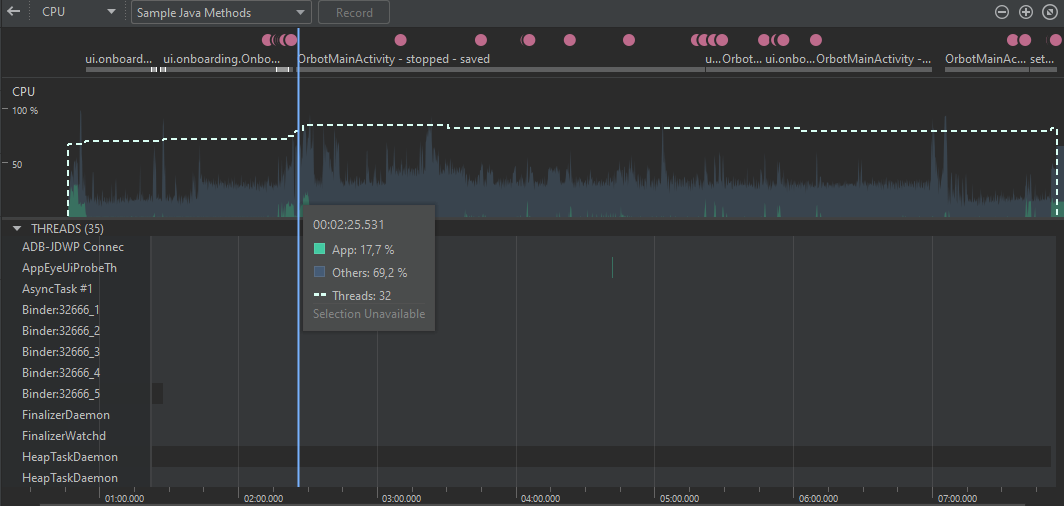 CPU Sample Java Methods Record
ui.onboard... ui.onboarding.Onbo... OrbotMainActivity - stopped - saved u...Orbot... ui.onbo...OrbotMainActivity -... OrbotMainAc... set...
CPU
100 %
50
00:02:25.531
App: 17,7 %
Others: 69,2 %
Threads: 32
Selection Unavailable
THREADS (35)
ADB-JDWP Connec
AppEyeUiProbeTh
AsyncTask #1
Binder:32666_1
Binder:32666_2
Binder:32666_3
Binder:32666_4
Binder:32666_5
FinalizerDaemon
FinalizerWatchd
HeapTaskDaemon
HeapTaskDaemon
01:00.000 02:00.000 03:00.000 04:00.000 05:00.000 06:00.000 07:00.000